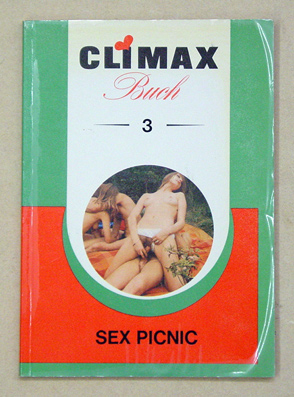 CLIMAX
Buch
3
SEX PICNIC